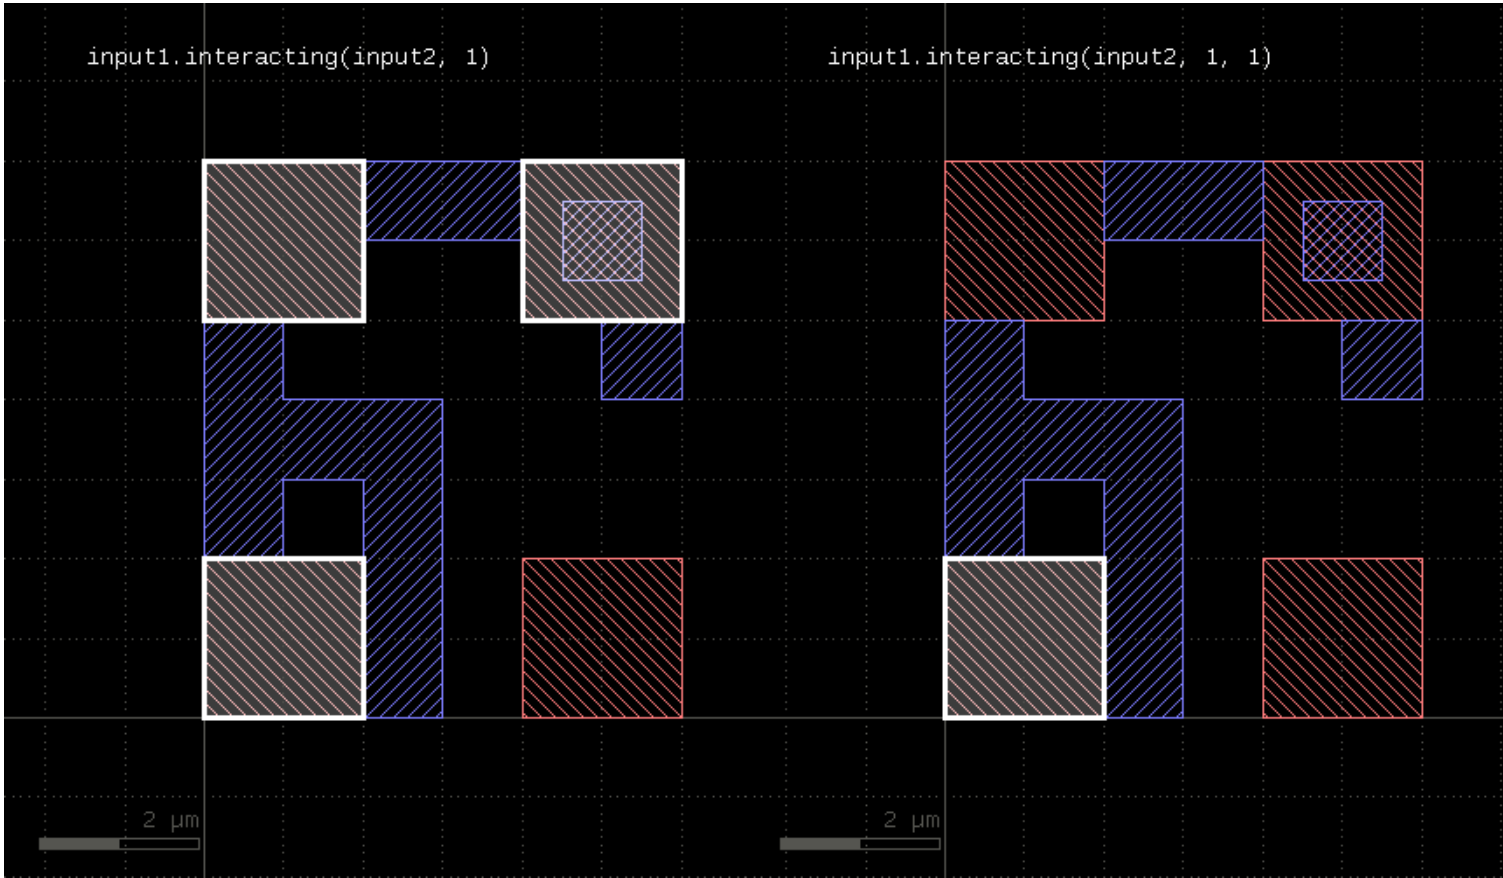 input1.interacting(input2, 1)
input1.interacting(input2, 1, 1)
2 µm
2 µm